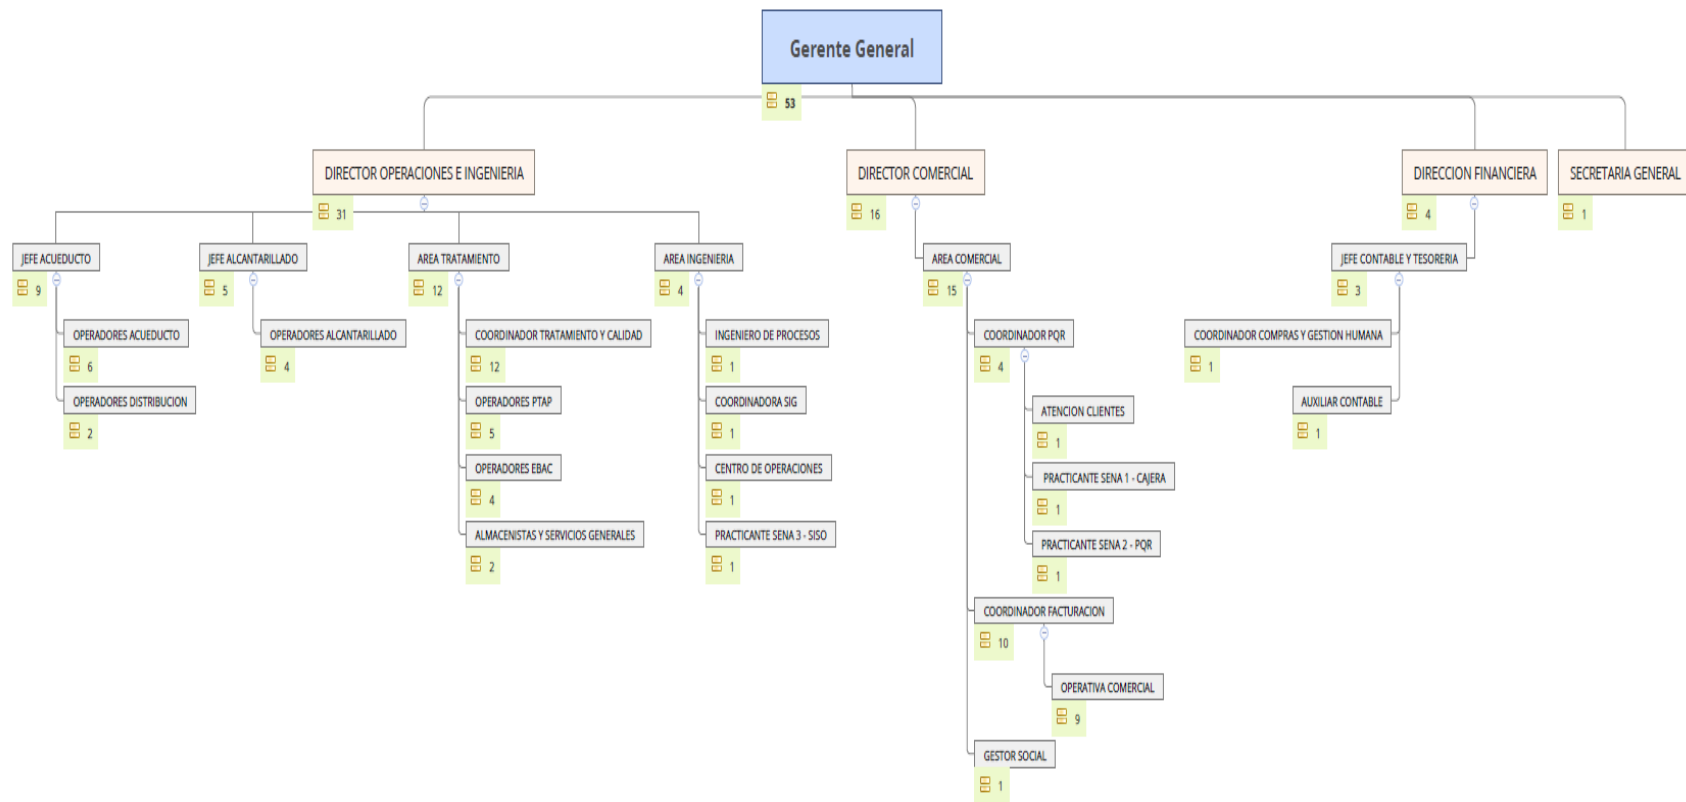 Gerente General
53
DIRECTOR OPERACIONES E INGENIERIA
31
DIRECTOR COMERCIAL
16
DIRECCION FINANCIERA
4
SECRETARIA GENERAL
1
JEFE ACUEDUCTO
9
OPERADORES ACUEDUCTO
6
OPERADORES DISTRIBUCION
2
JEFE ALCANTARILLADO
5
OPERADORES ALCANTARILLADO
4
AREA TRATAMIENTO
12
COORDINADOR TRATAMIENTO Y CALIDAD
12
OPERADORES PTAP
5
OPERADORES EBAC
4
ALMACENISTAS Y SERVICIOS GENERALES
2
AREA INGENIERIA
4
INGENIERO DE PROCESOS
1
COORDINADORA SIG
1
CENTRO DE OPERACIONES
1
PRACTICANTE SENA 3 - SISO
1
AREA COMERCIAL
15
COORDINADOR PQR
4
ATENCION CLIENTES
1
PRACTICANTE SENA 1 - CAJERA
1
PRACTICANTE SENA 2 - PQR
1
COORDINADOR FACTURACION
10
OPERATIVA COMERCIAL
9
GESTOR SOCIAL
1
JEFE CONTABLE Y TESORERIA
3
COORDINADOR COMPRAS Y GESTION HUMANA
1
AUXILIAR CONTABLE
1